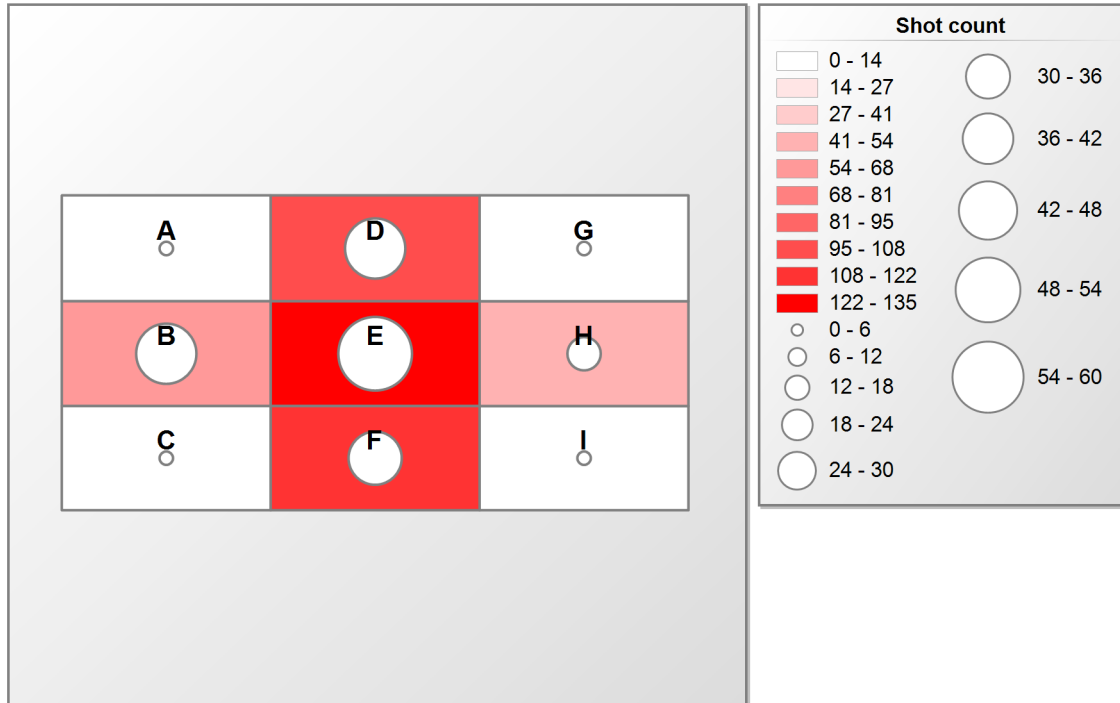 A
D
G
B
E
H
C
F
I
Shot count
0 - 14
14 - 27
27 - 41
41 - 54
54 - 68
68 - 81
81 - 95
95 - 108
108 - 122
122 - 135
0 - 6
6 - 12
12 - 18
18 - 24
24 - 30
30 - 36
36 - 42
42 - 48
48 - 54
54 - 60